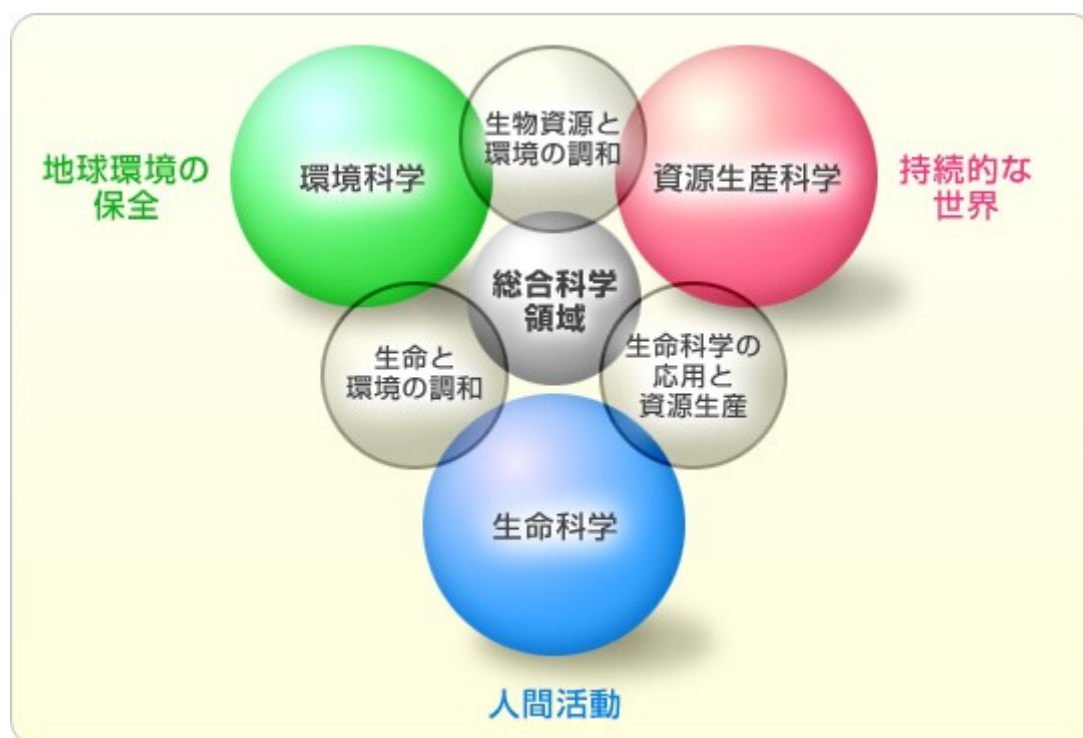 生物資源と
環境の調和
地球環境の
保全
環境科学
資源生産科学
持続的な
世界
総合科学
領域
生命と
環境の調和
生命科学の
応用と
資源生産
生命科学
人間活動